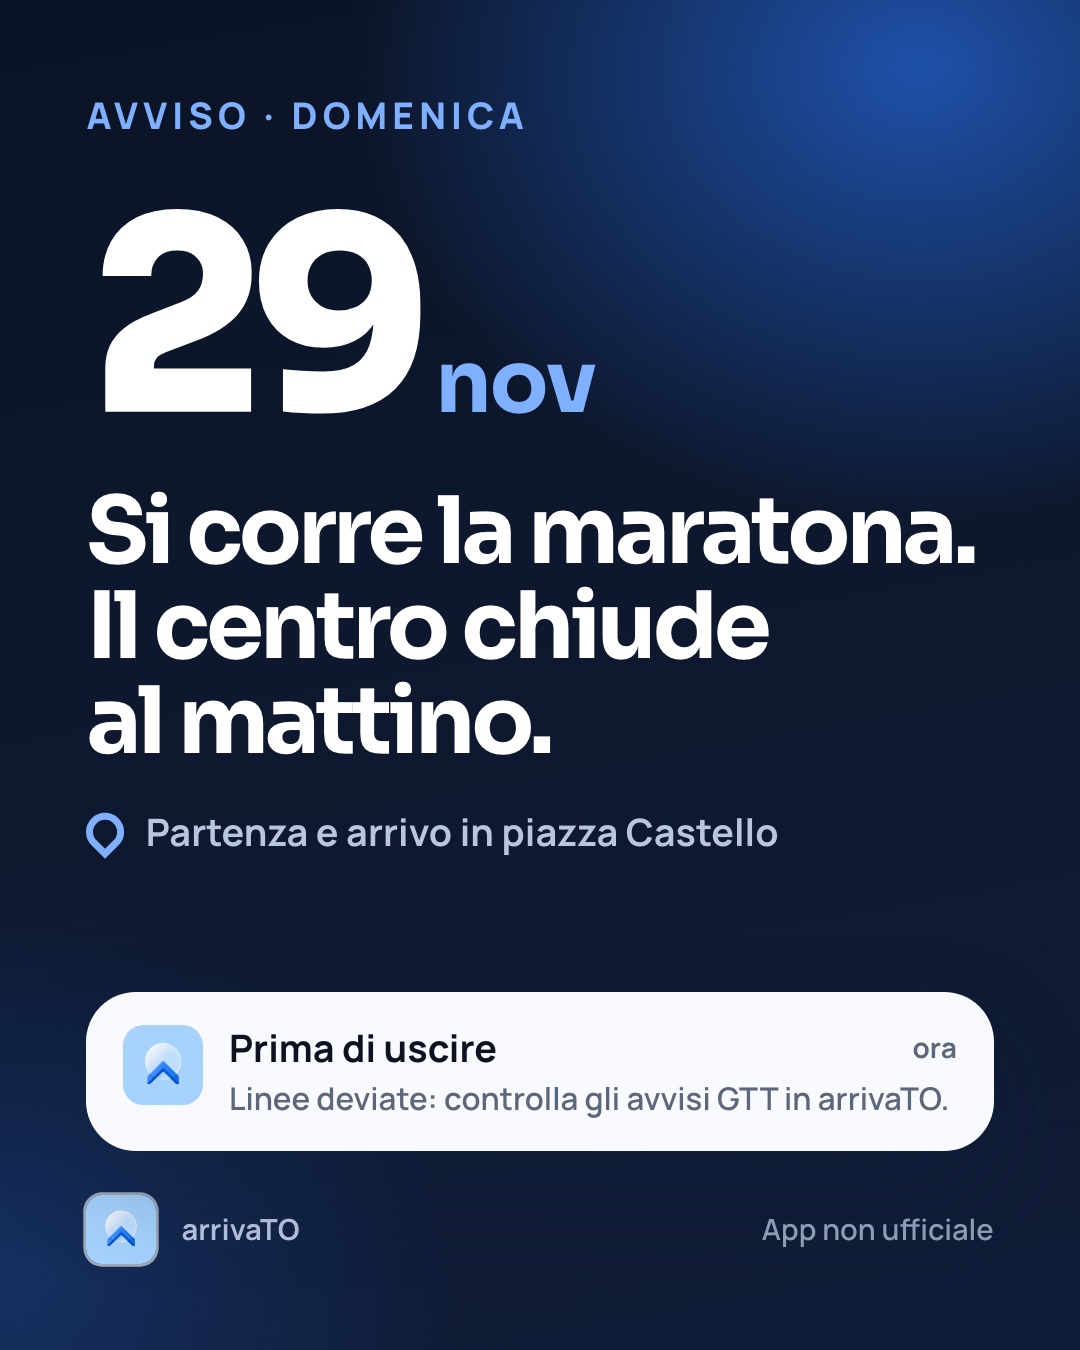 AVVISO · DOMENICA
29 nov
Si corre la maratona.
Il centro chiude
al mattino.
Partenza e arrivo in piazza Castello
Prima di uscire
ora
Linee deviate: controlla gli avvisi GTT in arrivaTO.
arrivaTO
App non ufficiale